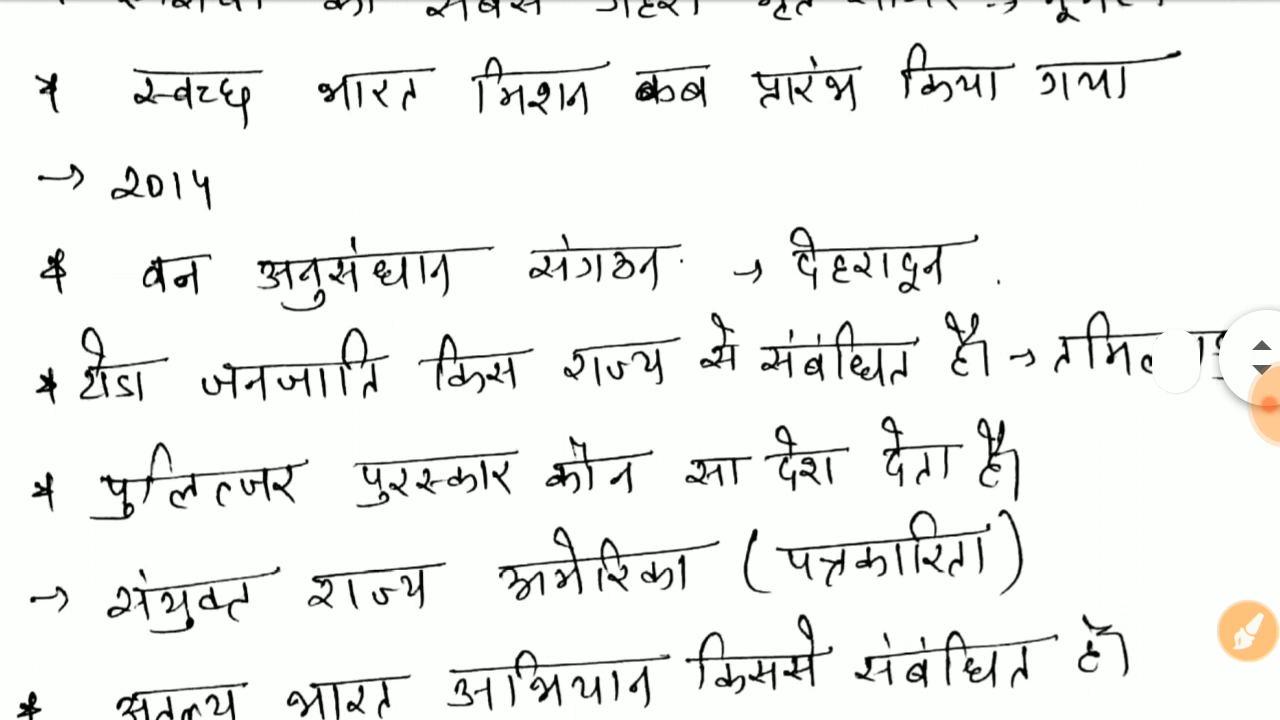 * स्वच्छ भारत मिशन कब प्रारंभ किया गया
→ 2014
* वन अनुसंधान संगठन → देहरादून
* टोडा जनजाति किस राज्य से संबंधित है। →
* पुलित्जर पुरस्कार कौन सा देश देता है।
→ संयुक्त राज्य अमेरिका (पत्रकारिता)
* भारत अभियान किससे संबंधित है।